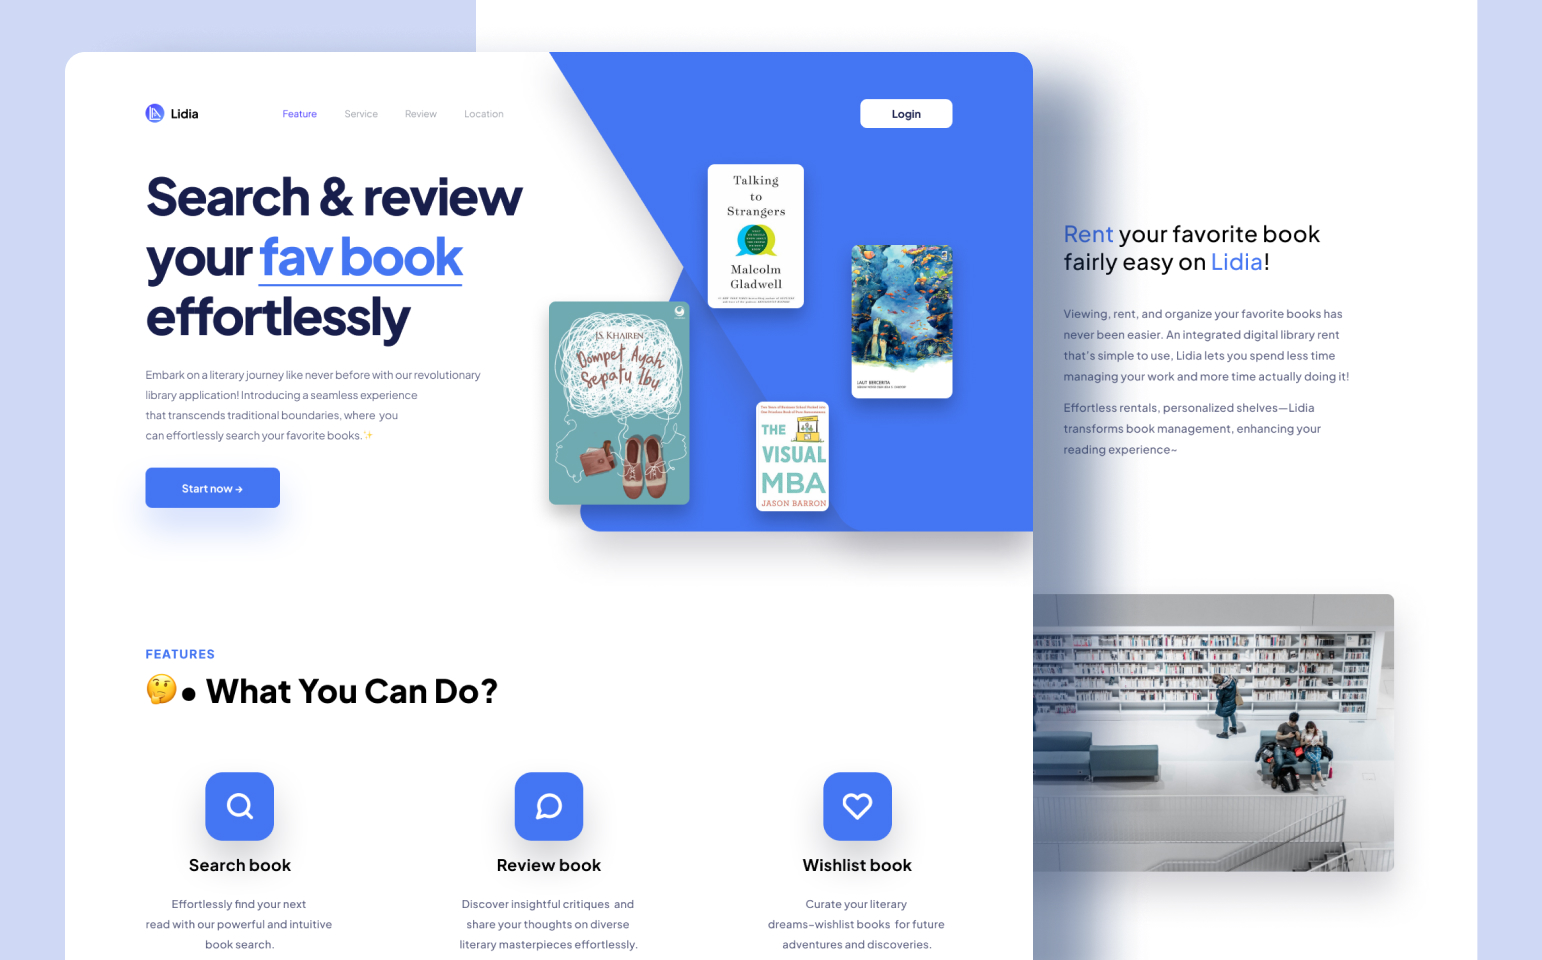 Lidia
Feature
Service
Review
Location
Login
Search & review
your fav book
effortlessly
Embark on a literary journey like never before with our revolutionary
library application! Introducing a seamless experience
that transcends traditional boundaries, where you
can effortlessly search your favorite books.✨
Start now →
Talking
to
Strangers
Malcolm
Gladwell
J.S. KHAIREN
Dompet Ayah
Sepatu Ibu
LAUT BERCERITA
THE
VISUAL
MBA
JASON BARRON
Rent your favorite book
fairly easy on Lidia!
Viewing, rent, and organize your favorite books has
never been easier. An integrated digital library rent
that's simple to use, Lidia lets you spend less time
managing your work and more time actually doing it!
Effortless rentals, personalized shelves—Lidia
transforms book management, enhancing your
reading experience~
FEATURES
🤔• What You Can Do?
Search book
Effortlessly find your next
read with our powerful and intuitive
book search.
Review book
Discover insightful critiques and
share your thoughts on diverse
literary masterpieces effortlessly.
Wishlist book
Curate your literary
dreams–wishlist books for future
adventures and discoveries.